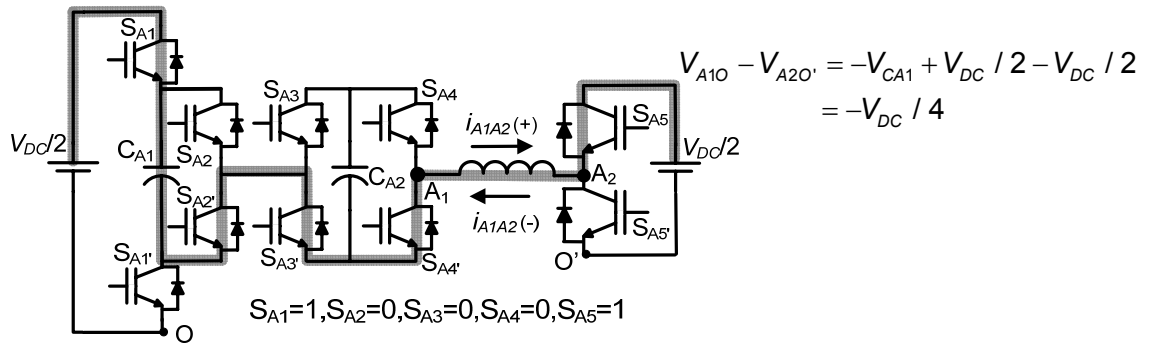 S_A1
V_A1O − V_A2O' = −V_CA1 + V_DC / 2 − V_DC / 2
= −V_DC / 4
S_A3
S_A4
i_A1A2(+)
S_A5
V_DC/2
C_A1
S_A2
V_DC/2
C_A2
A_1
A_2
S_A2'
i_A1A2(-)
S_A5'
S_A1'
S_A3'
S_A4'
O'
S_A1=1,S_A2=0,S_A3=0,S_A4=0,S_A5=1
O